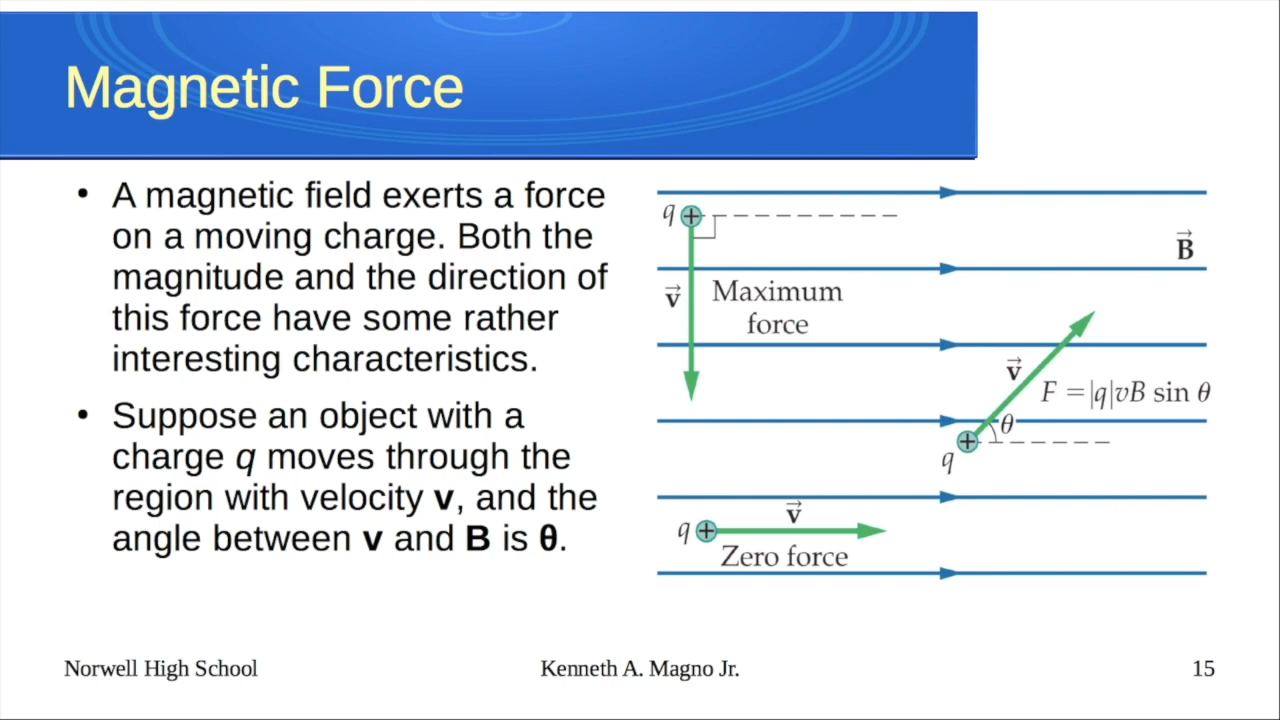 Magnetic Force
• A magnetic field exerts a force
on a moving charge. Both the
magnitude and the direction of
this force have some rather
interesting characteristics.
• Suppose an object with a
charge q moves through the
region with velocity v, and the
angle between v and B is θ.
q
B⃗
v⃗
Maximum
force
v⃗
F = |q|vB sin θ
θ
q
v⃗
q
Zero force
Norwell High School
Kenneth A. Magno Jr.
15